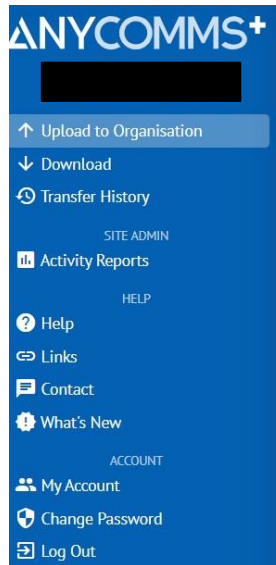 ANYCOMMS+
Upload to Organisation
Download
Transfer History
SITE ADMIN
Activity Reports
HELP
Help
Links
Contact
What's New
ACCOUNT
My Account
Change Password
Log Out